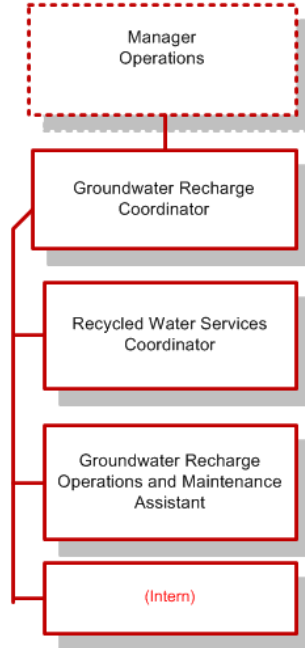 Manager
Operations
Groundwater Recharge
Coordinator
Recycled Water Services
Coordinator
Groundwater Recharge
Operations and Maintenance
Assistant
(Intern)